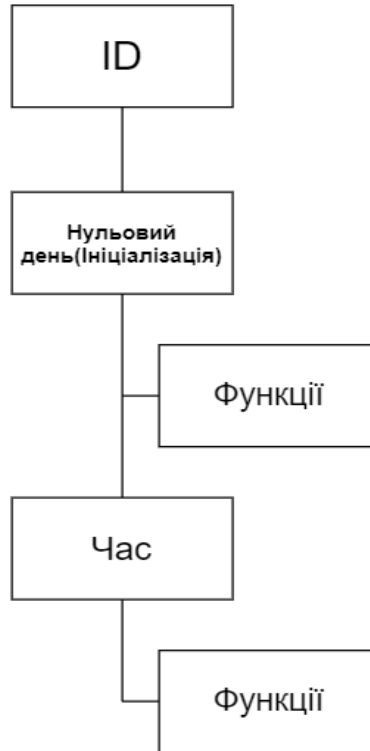 ID
Нульовий
день(Ініціалізація)
Функції
Час
Функції